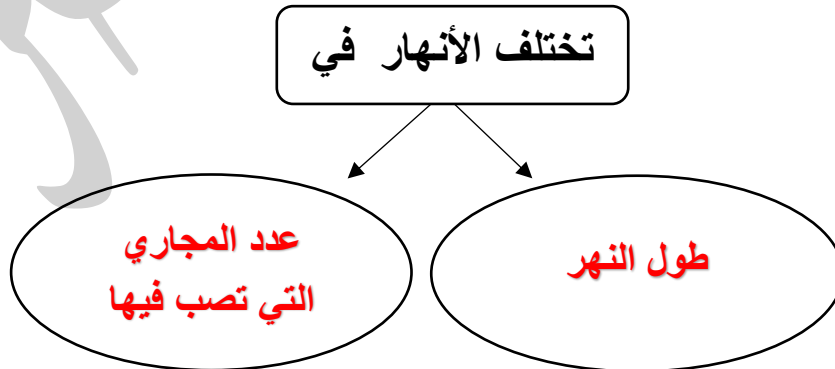 تختلف الأنهار في
طول النهر
عدد المجاري
التي تصب فيها